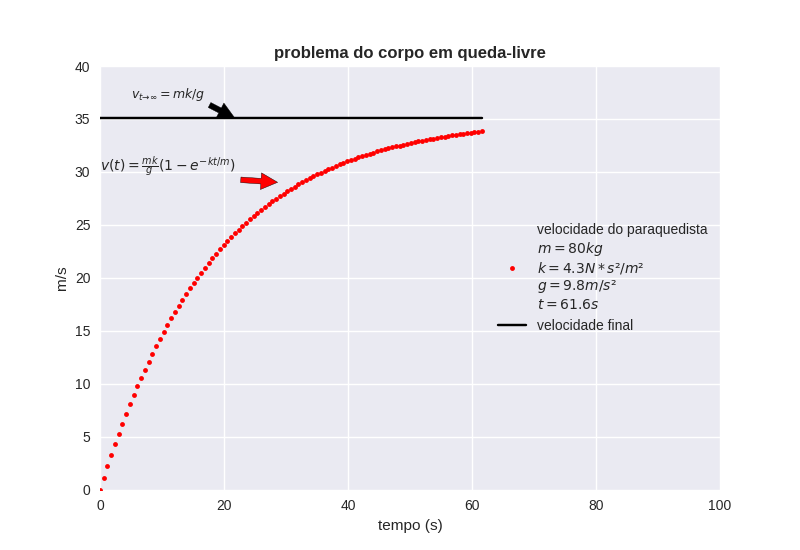 problema do corpo em queda-livre
40
35
30
25
20
15
10
5
0
m/s
v_{t→∞} = mk/g
v(t) = \frac{mk}{g}(1 − e^{−kt/m})
velocidade do paraquedista
m = 80kg
k = 4.3N * s²/m²
g = 9.8m/s²
t = 61.6s
velocidade final
0 20 40 60 80 100
tempo (s)